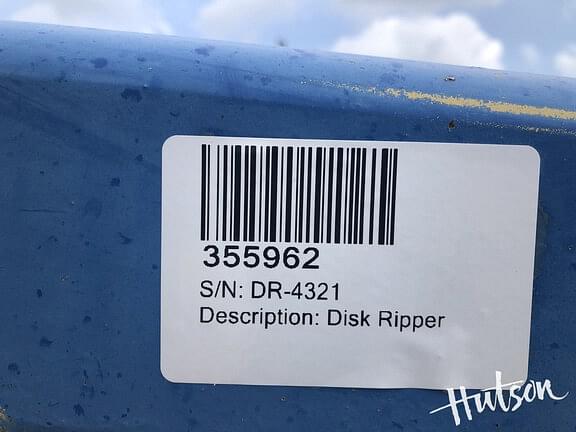 355962
S/N: DR-4321
Description: Disk Ripper
Hutson